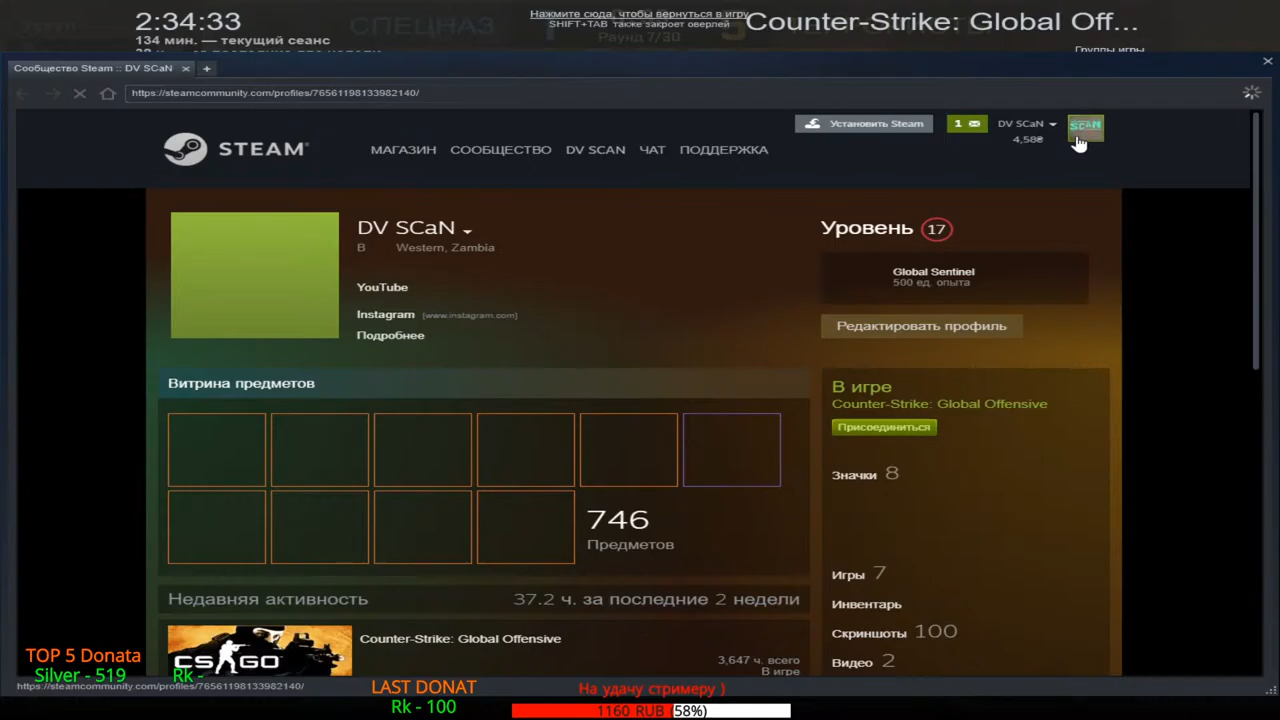 2:34:33
134 мин. — текущий сеанс
СПЕЦНАЗ
Раунд 7/30
Нажмите сюда, чтобы вернуться в игру
SHIFT+TAB также закроет оверлей
Counter-Strike: Global Off...
Группы игры
Сообщество Steam :: DV SCaN
https://steamcommunity.com/profiles/76561198133982140/
STEAM®
МАГАЗИН СООБЩЕСТВО DV SCAN ЧАТ ПОДДЕРЖКА
Установить Steam
1
DV SCaN
4,58₴
SCAN
DV SCaN
В Western, Zambia
YouTube
Instagram [www.instagram.com]
Подробнее
Уровень 17
Global Sentinel
500 ед. опыта
Редактировать профиль
Витрина предметов
746
Предметов
Недавняя активность 37.2 ч. за последние 2 недели
CS GO
Counter-Strike: Global Offensive
3,647 ч. всего
В игре
В игре
Counter-Strike: Global Offensive
Присоединиться
Значки 8
Игры 7
Инвентарь
Скриншоты 100
Видео 2
TOP 5 Donata
Silver - 519 Rk -
https://steamcommunity.com/profiles/76561198133982140/
LAST DONAT
Rk - 100
На удачу стримеру )
1160 RUB (58%)